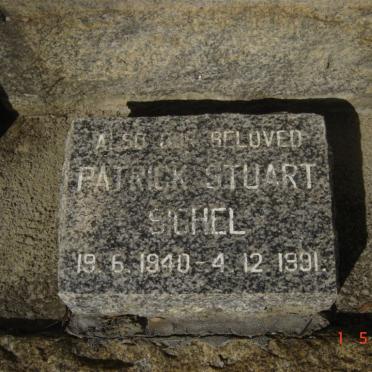 ALSO OUR BELOVED
PATRICK STUART
SICHEL
19. 6. 1940 - 4. 12. 1991.
1 5